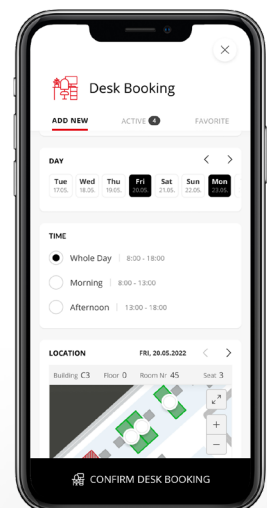 Desk Booking
ADD NEW ACTIVE 4 FAVORITE
DAY
Tue Wed Thu Fri Sat Sun Mon
17.05. 18.05. 19.05. 20.05. 21.05. 22.05. 23.05.
TIME
Whole Day | 8:00 - 18:00
Morning | 8:00 - 13:00
Afternoon | 13:00 - 18:00
LOCATION FRI, 20.05.2022
Building C3 Floor 0 Room Nr 45 Seat 3
CONFIRM DESK BOOKING